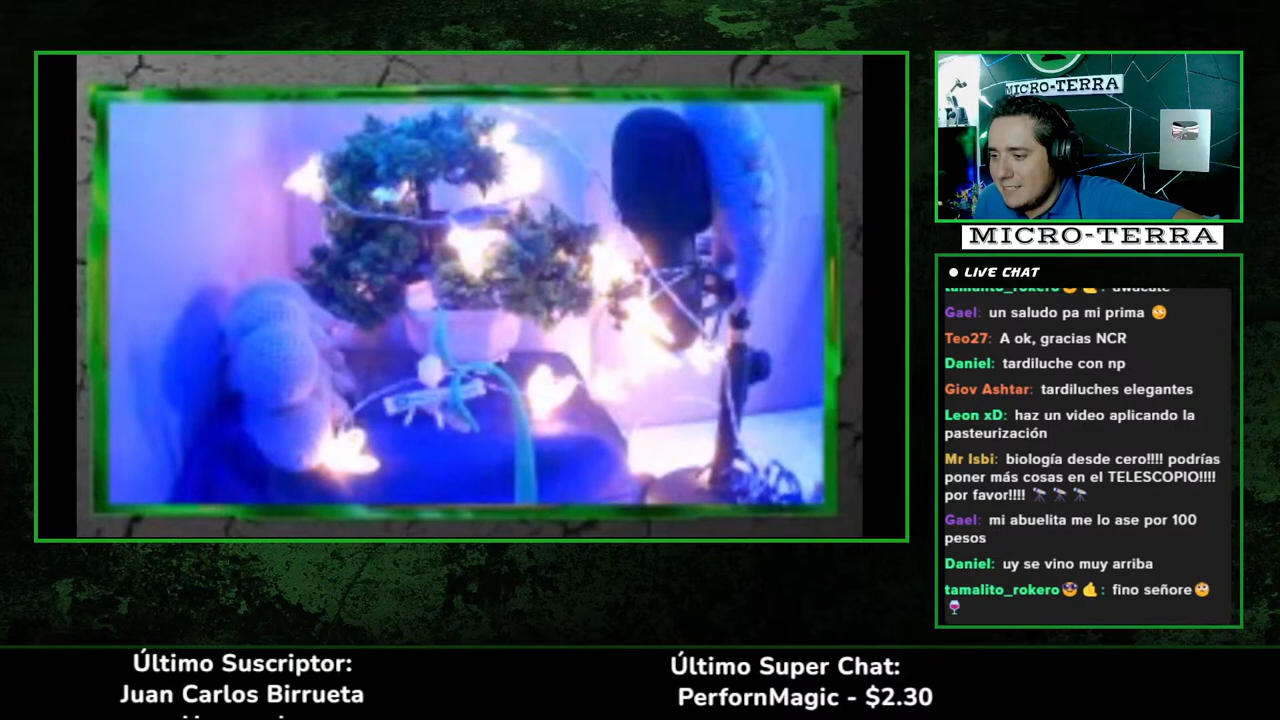 MICRO-TERRA
MICRO-TERRA
LIVE CHAT
tamalito_rokero🤠🤙: awacate
Gael: un saludo pa mi prima
Teo27: A ok, gracias NCR
Daniel: tardiluche con np
Giov Ashtar: tardiluches elegantes
Leon xD: haz un video aplicando la
pasteurización
Mr Isbi: biología desde cero!!!! podrías
poner más cosas en el TELESCOPIO!!!!
por favor!!!! 🔭🔭🔭
Gael: mi abuelita me lo ase por 100
pesos
Daniel: uy se vino muy arriba
tamalito_rokero🤠🤙: fino señore🧐
🍷
Último Suscriptor:
Juan Carlos Birrueta
Último Super Chat:
PerfornMagic - $2.30